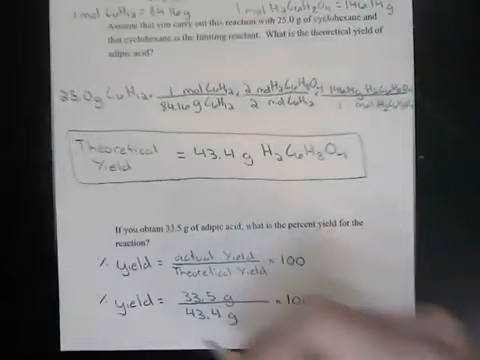 1 mol C6H12 = 84.16g 1 mol H2C6H8O4 = 146.14 g
Assume that you carry out this reaction with 25.0 g of cyclohexane and
that cyclohexane is the limiting reactant. What is the theoretical yield of
adipic acid?
25.0g C6H12 × 1 mol C6H12 × 2 mol H2C6H8O4
84.16 g C6H12 2 mol C6H12
Theoretical
Yield = 43.4 g H2C6H8O4
If you obtain 33.5 g of adipic acid, what is the percent yield for the
reaction?
% yield = actual yield × 100
Theoretical Yield
% yield = 33.5 g ×
43.4 g